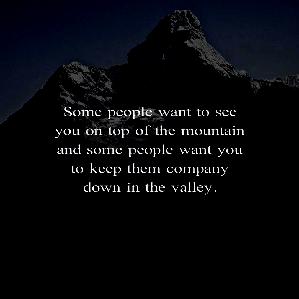 Some people want to see
you on top of the mountain
and some people want you
to keep them company
down in the valley.